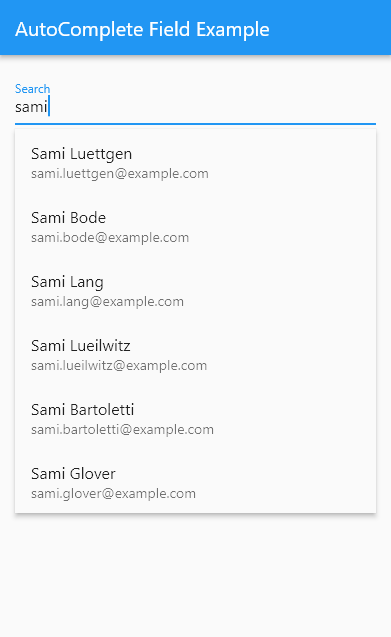 AutoComplete Field Example
Search
sami
Sami Luettgen
sami.luettgen@example.com
Sami Bode
sami.bode@example.com
Sami Lang
sami.lang@example.com
Sami Lueilwitz
sami.lueilwitz@example.com
Sami Bartoletti
sami.bartoletti@example.com
Sami Glover
sami.glover@example.com